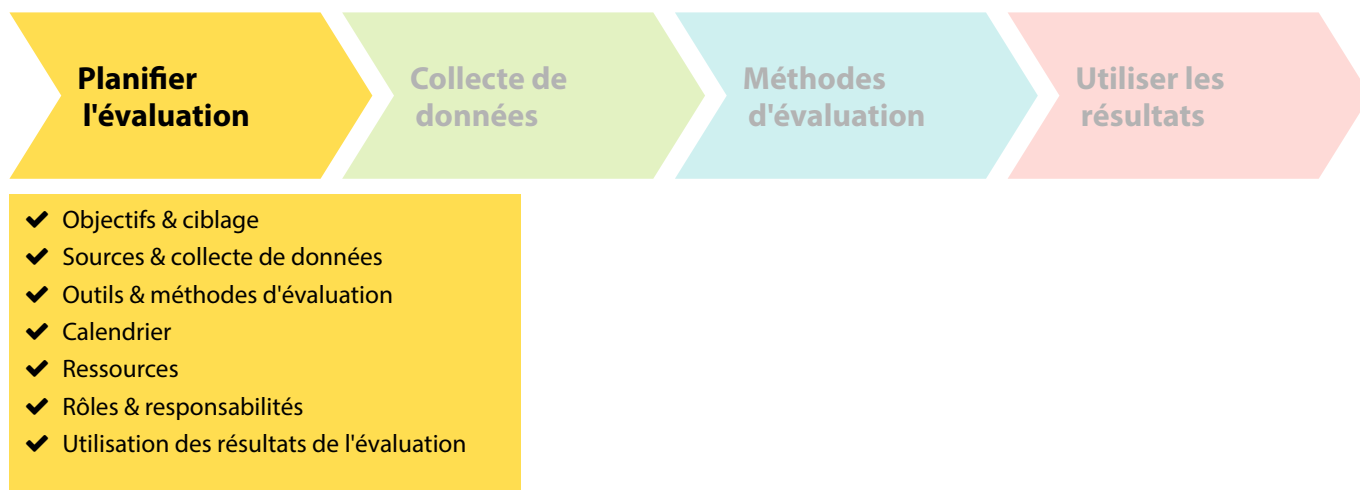 Planifier
l'évaluation
Collecte de
données
Méthodes
d'évaluation
Utiliser les
résultats
Objectifs & ciblage
Sources & collecte de données
Outils & méthodes d'évaluation
Calendrier
Ressources
Rôles & responsabilités
Utilisation des résultats de l'évaluation